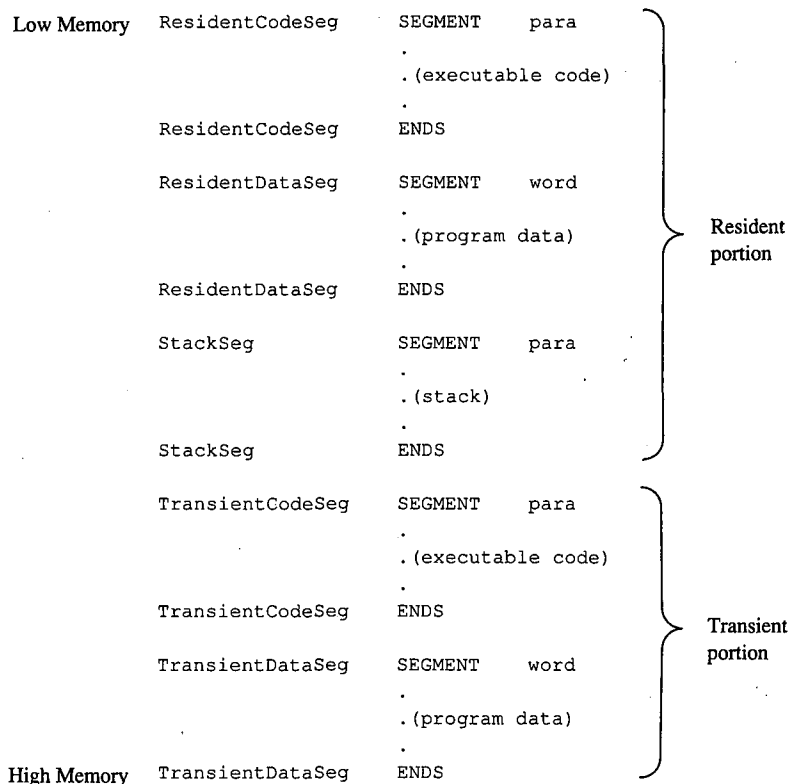 Low Memory ResidentCodeSeg SEGMENT para
.
. (executable code)
.
ResidentCodeSeg ENDS
ResidentDataSeg SEGMENT word
.
. (program data)
.
ResidentDataSeg ENDS
Resident
portion
StackSeg SEGMENT para
.
. (stack)
.
StackSeg ENDS
TransientCodeSeg SEGMENT para
.
. (executable code)
.
TransientCodeSeg ENDS
Transient
portion
TransientDataSeg SEGMENT word
.
. (program data)
.
High Memory TransientDataSeg ENDS